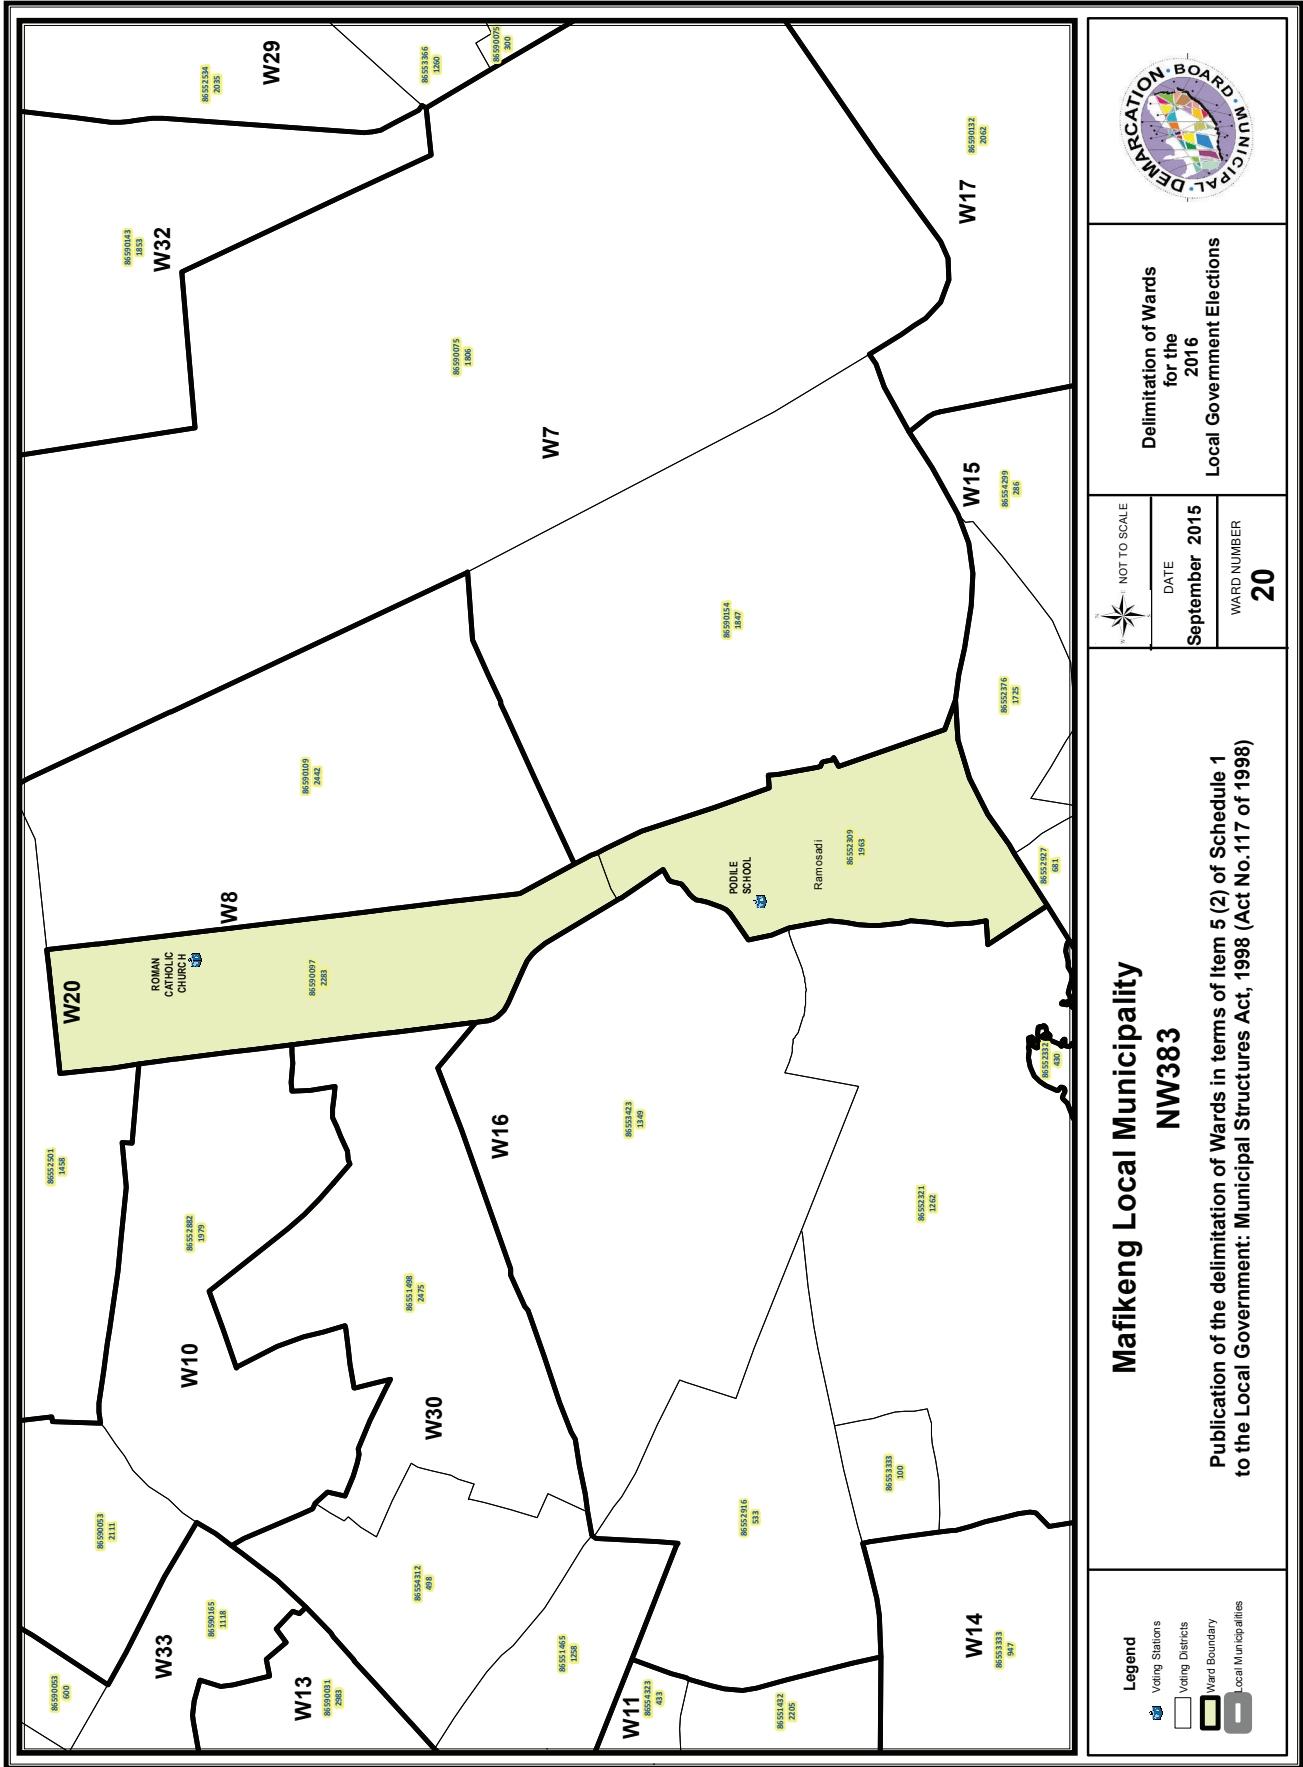 W29
86552534
2035
86553366
1260
86590075
300
W32
86590143
1853
W17
86590132
2062
86590075
1806
W7
W15
86554299
286
86590154
1847
86552376
1725
86590109
2442
W8
W20
ROMAN
CATHOLIC
CHURCH
86590097
2283
PODILE
SCHOOL
Ramosadi
86552309
1963
86552927
681
86552332
430
86552501
1458
86552882
1979
W16
86553423
1349
86552321
1262
W10
86551498
2475
W30
86590053
2111
86552916
533
86553333
100
W33
86590165
1118
86554312
498
86590053
600
W13
86590031
2983
86551465
1258
W11
86554323
433
86551432
2205
W14
86553333
947
Legend
Voting Stations
Voting Districts
Ward Boundary
Local Municipalities
Mafikeng Local Municipality
NW383
Publication of the delimitation of Wards in terms of Item 5 (2) of Schedule 1
to the Local Government: Municipal Structures Act, 1998 (Act No.117 of 1998)
NOT TO SCALE
DATE
September 2015
WARD NUMBER
20
Delimitation of Wards
for the
2016
Local Government Elections
MUNICIPAL • DEMARCATION • BOARD •